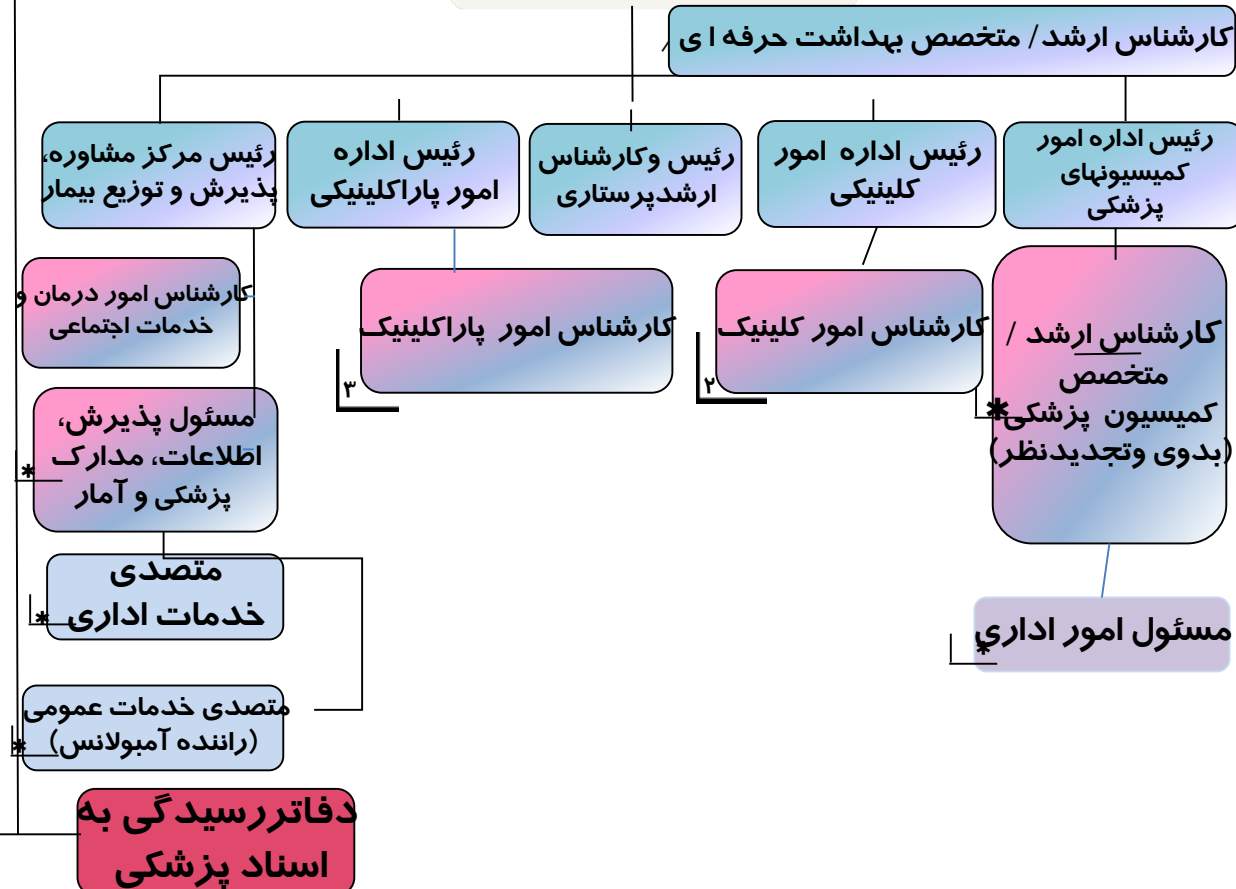 کارشناس ارشد/ متخصص بهداشت حرفه ا ی
رئیس اداره امور
کمیسیونهای
پزشکی
رئیس اداره امور
کلینیکی
رئیس وکارشناس
ارشدپرستاری
رئیس اداره
امور پاراکلینیکی
رئیس مرکز مشاوره،
پذیرش و توزیع بیمار
کارشناس ارشد /
متخصص
کمیسیون پزشکی
(بدوی وتجدیدنظر)
*
کارشناس امور کلینیک
۲
کارشناس امور پاراکلینیک
۳
کارشناس امور درمان و
خدمات اجتماعی
مسئول پذیرش،
اطلاعات، مدارک
پزشکی و آمار
*
متصدی
خدمات اداری
*
مسئول امور اداری
*
متصدی خدمات عمومی
(راننده آمبولانس)
*
دفاتررسیدگی به
اسناد پزشکی